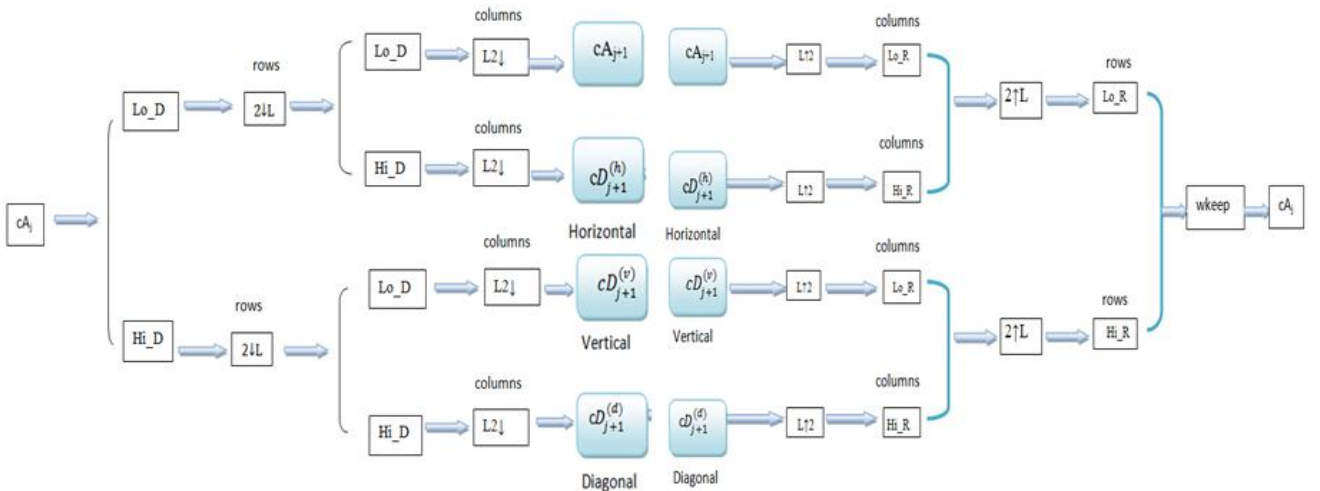 columns
columns
Lo_D
L2↓
cA_{j+1}
cA_{j+1}
L↑2
Lo_R
rows
rows
Lo_D
2↓L
2↑L
Lo_R
columns
columns
Hi_D
L2↓
cD_{j+1}^{(h)}
cD_{j+1}^{(h)}
L↑2
Hi_R
cA_j
wkeep
cA_j
Horizontal
Horizontal
columns
columns
Lo_D
L2↓
cD_{j+1}^{(v)}
cD_{j+1}^{(v)}
L↑2
Lo_R
rows
rows
Hi_D
2↓L
Vertical
Vertical
2↑L
Hi_R
columns
columns
Hi_D
L2↓
cD_{j+1}^{(d)}
cD_{j+1}^{(d)}
L↑2
Hi_R
Diagonal
Diagonal